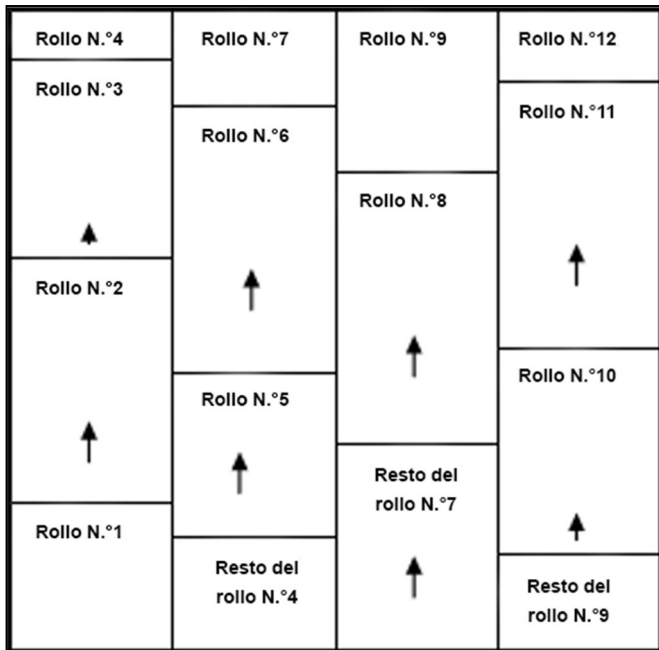 Rollo N.°4
Rollo N.°3
Rollo N.°2
Rollo N.°1
Rollo N.°7
Rollo N.°6
Rollo N.°5
Resto del
rollo N.°4
Rollo N.°9
Rollo N.°8
Resto del
rollo N.°7
Rollo N.°12
Rollo N.°11
Rollo N.°10
Resto del
rollo N.°9